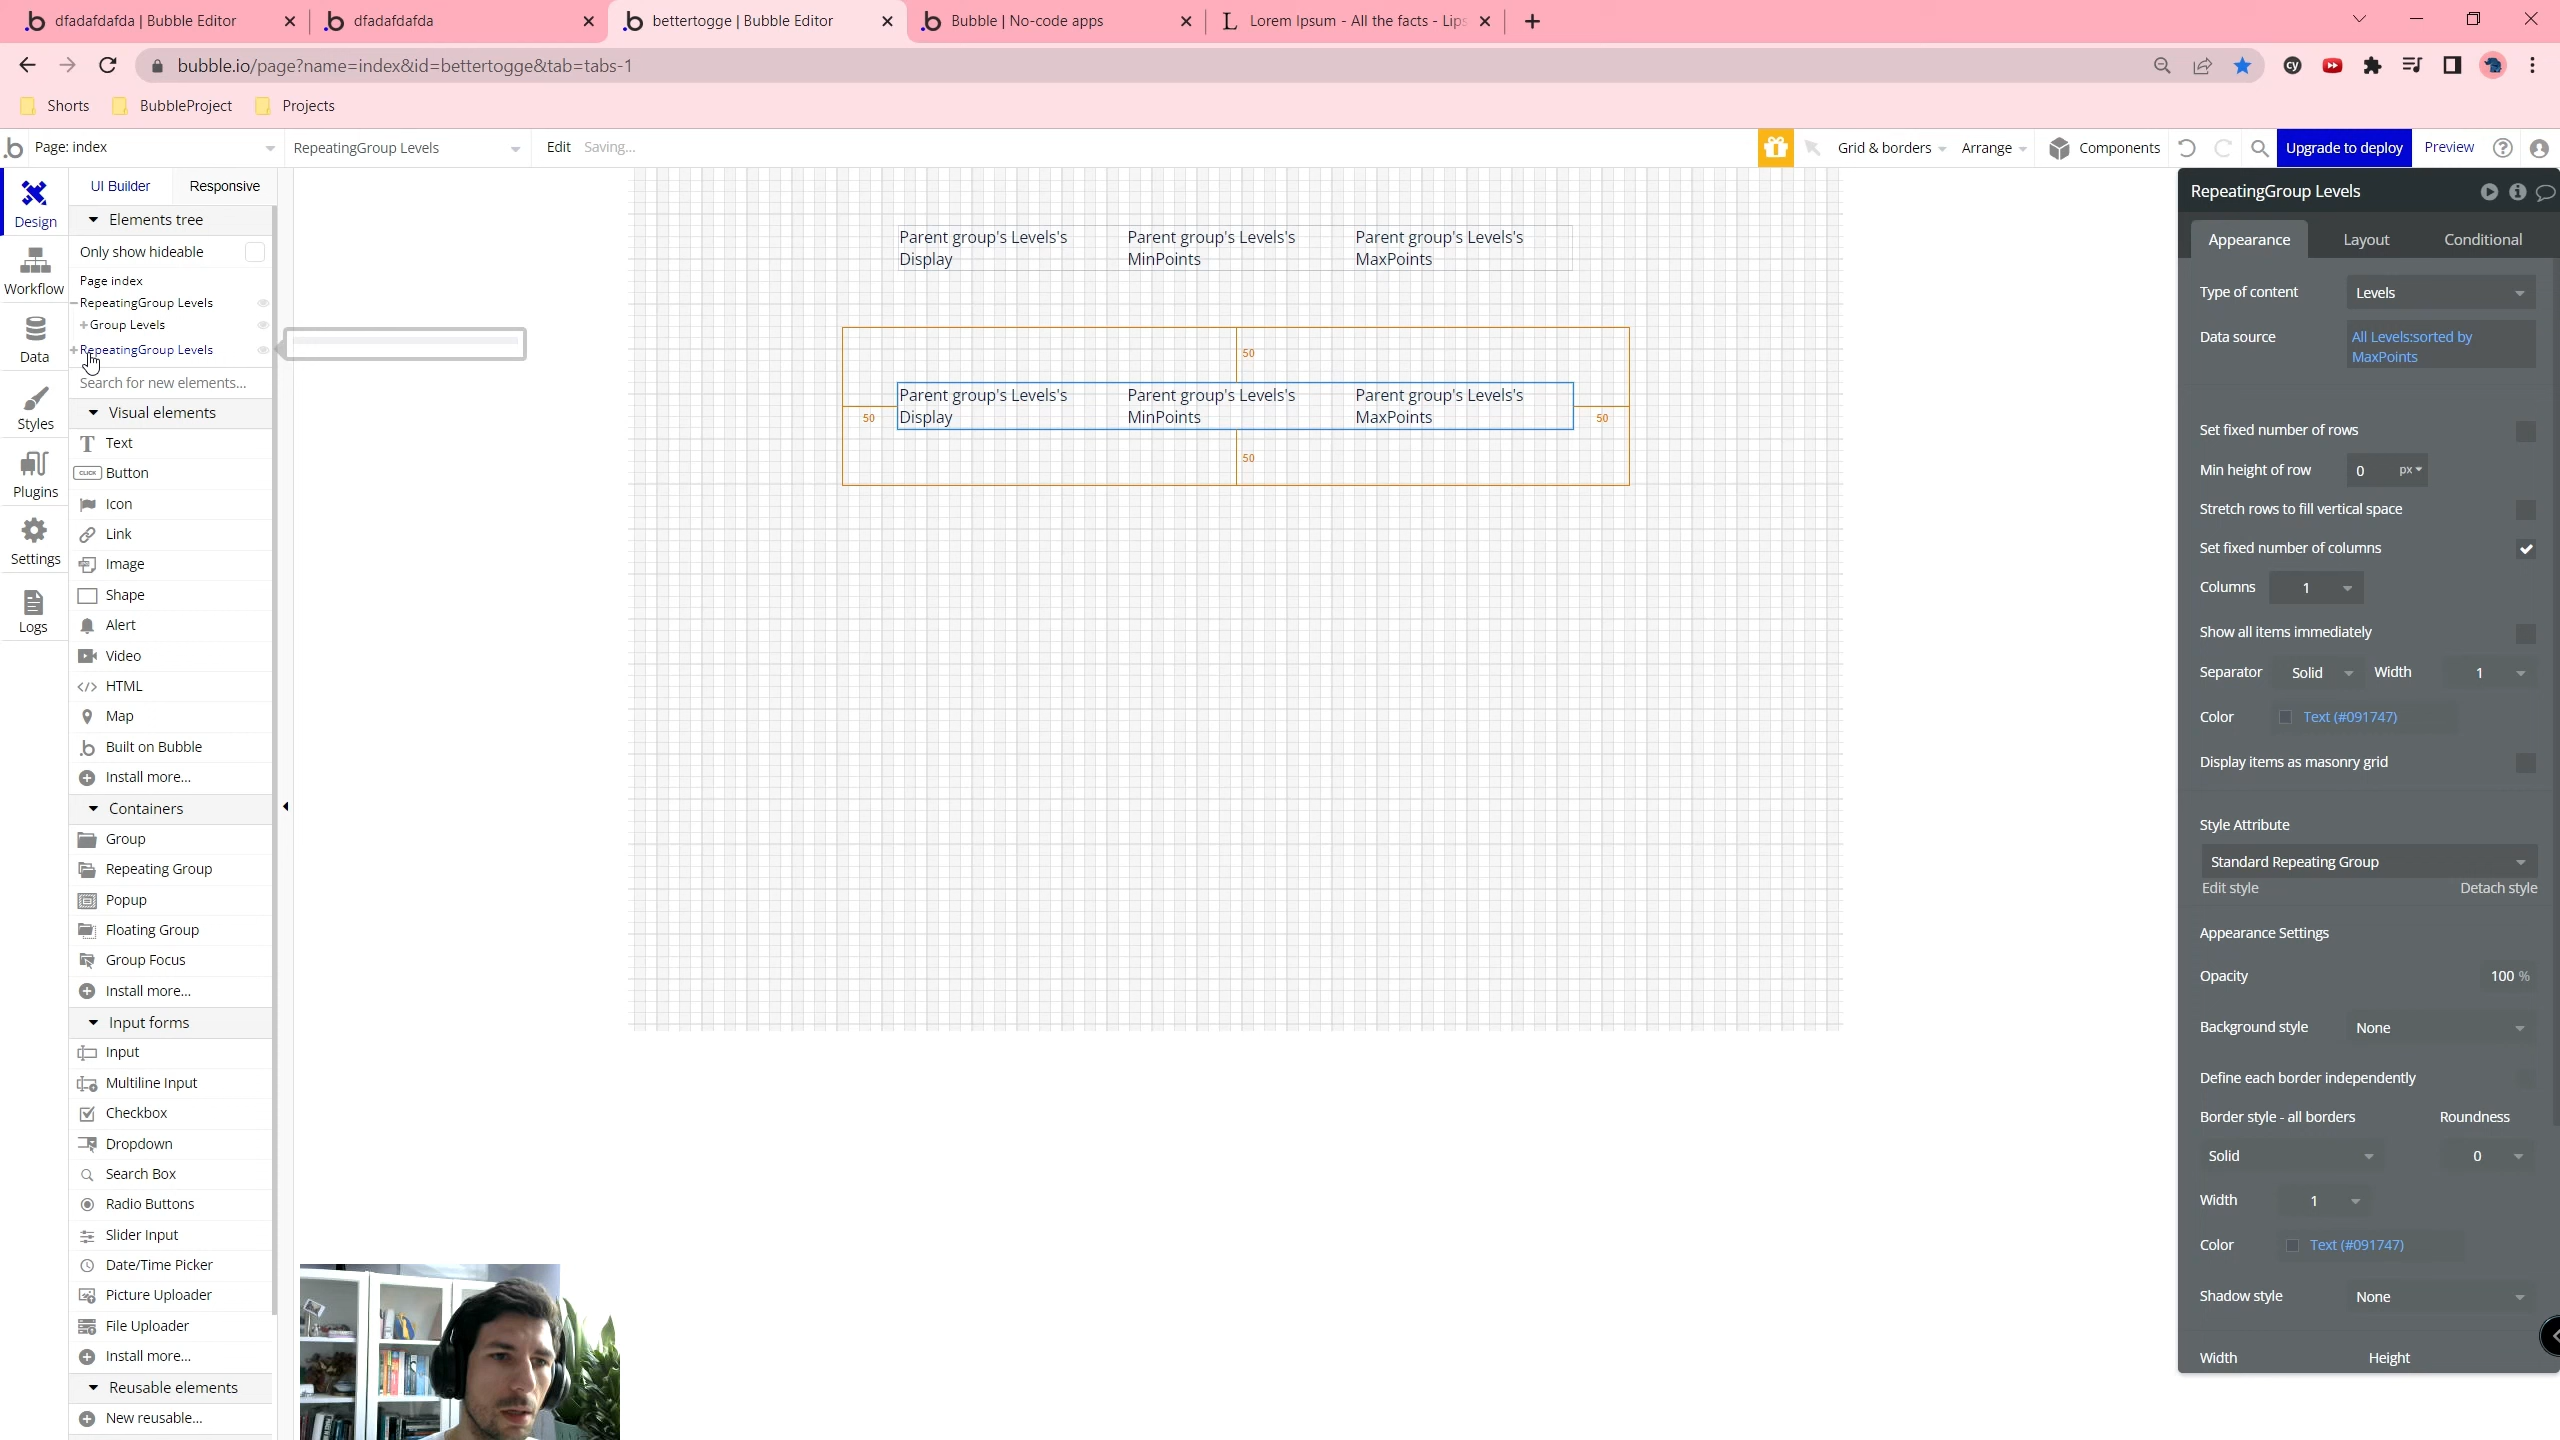 dfadafdafda | Bubble Editor
dfadafdafda
bettertogge | Bubble Editor
Bubble | No-code apps
Lorem Ipsum - All the facts - Lips
bubble.io/page?name=index&id=bettertogge&tab=tabs-1
Shorts
BubbleProject
Projects
Page: index
RepeatingGroup Levels
Edit
Saving...
Grid & borders
Arrange
Components
Upgrade to deploy
Preview
Design
Workflow
Data
Styles
Plugins
Settings
Logs
UI Builder
Responsive
Elements tree
Only show hideable
Page index
RepeatingGroup Levels
Group Levels
RepeatingGroup Levels
Search for new elements...
Visual elements
Text
CLICK
Button
Icon
Link
Image
Shape
Alert
Video
HTML
Map
Built on Bubble
Install more...
Containers
Group
Repeating Group
Popup
Floating Group
Group Focus
Install more...
Input forms
Input
Multiline Input
Checkbox
Dropdown
Search Box
Radio Buttons
Slider Input
Date/Time Picker
Picture Uploader
File Uploader
Install more...
Reusable elements
New reusable...
Parent group's Levels's
Display
Parent group's Levels's
MinPoints
Parent group's Levels's
MaxPoints
50
Parent group's Levels's
Display
Parent group's Levels's
MinPoints
Parent group's Levels's
MaxPoints
50
50
50
RepeatingGroup Levels
Appearance
Layout
Conditional
Type of content
Levels
Data source
All Levels:sorted by
MaxPoints
Set fixed number of rows
Min height of row
0
px
Stretch rows to fill vertical space
Set fixed number of columns
Columns
1
Show all items immediately
Separator
Solid
Width
1
Color
Text (#091747)
Display items as masonry grid
Style Attribute
Standard Repeating Group
Edit style
Detach style
Appearance Settings
Opacity
100 %
Background style
None
Define each border independently
Border style - all borders
Roundness
Solid
0
Width
1
Color
Text (#091747)
Shadow style
None
Width
Height